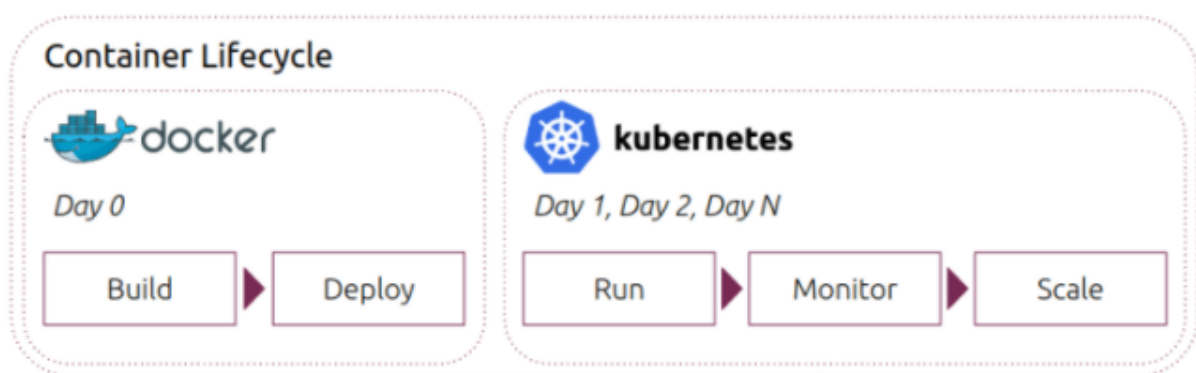 Container Lifecycle
docker
Day 0
Build
Deploy
kubernetes
Day 1, Day 2, Day N
Run
Monitor
Scale